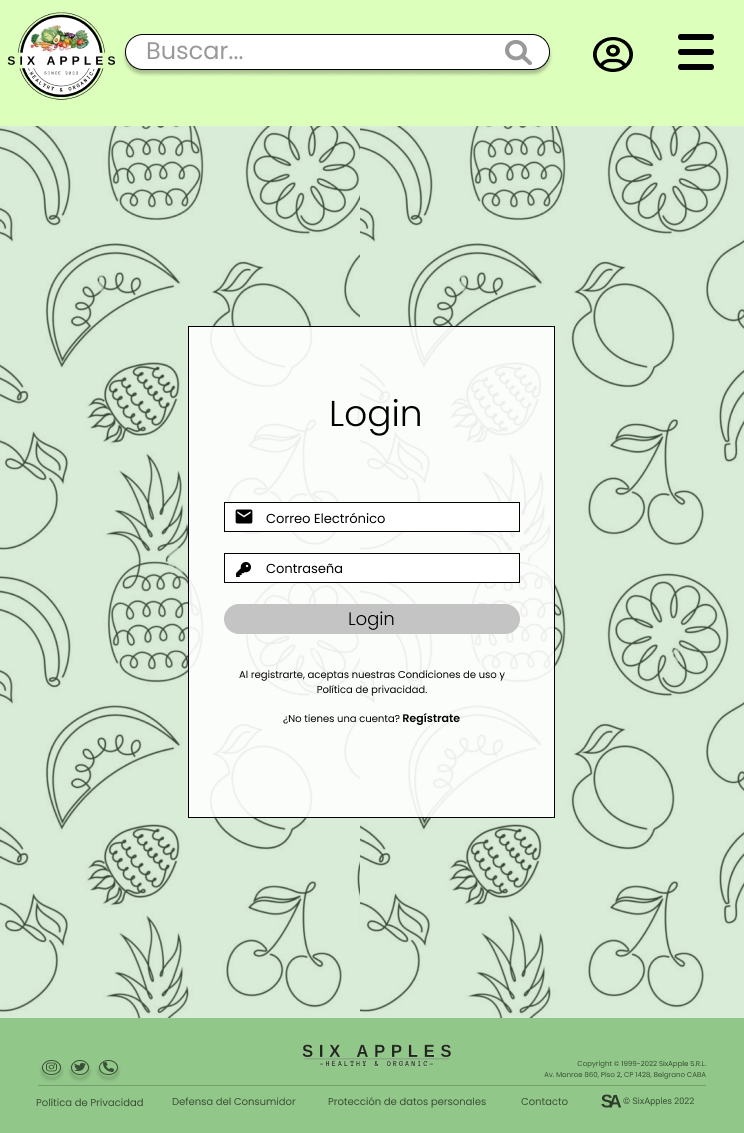 SIX APPLES
SINCE 2013
HEALTHY & ORGANIC
Buscar...
Login
Correo Electrónico
Contraseña
Login
Al registrarte, aceptas nuestras Condiciones de uso y
Política de privacidad.
¿No tienes una cuenta? Regístrate
SIX APPLES
-HEALTHY & ORGANIC-
Copyright © 1999-2022 SixApple S.R.L.
Av. Monroe 860, Piso 2, CP 1428, Belgrano CABA
Política de Privacidad
Defensa del Consumidor
Protección de datos personales
Contacto
SA © SixApples 2022